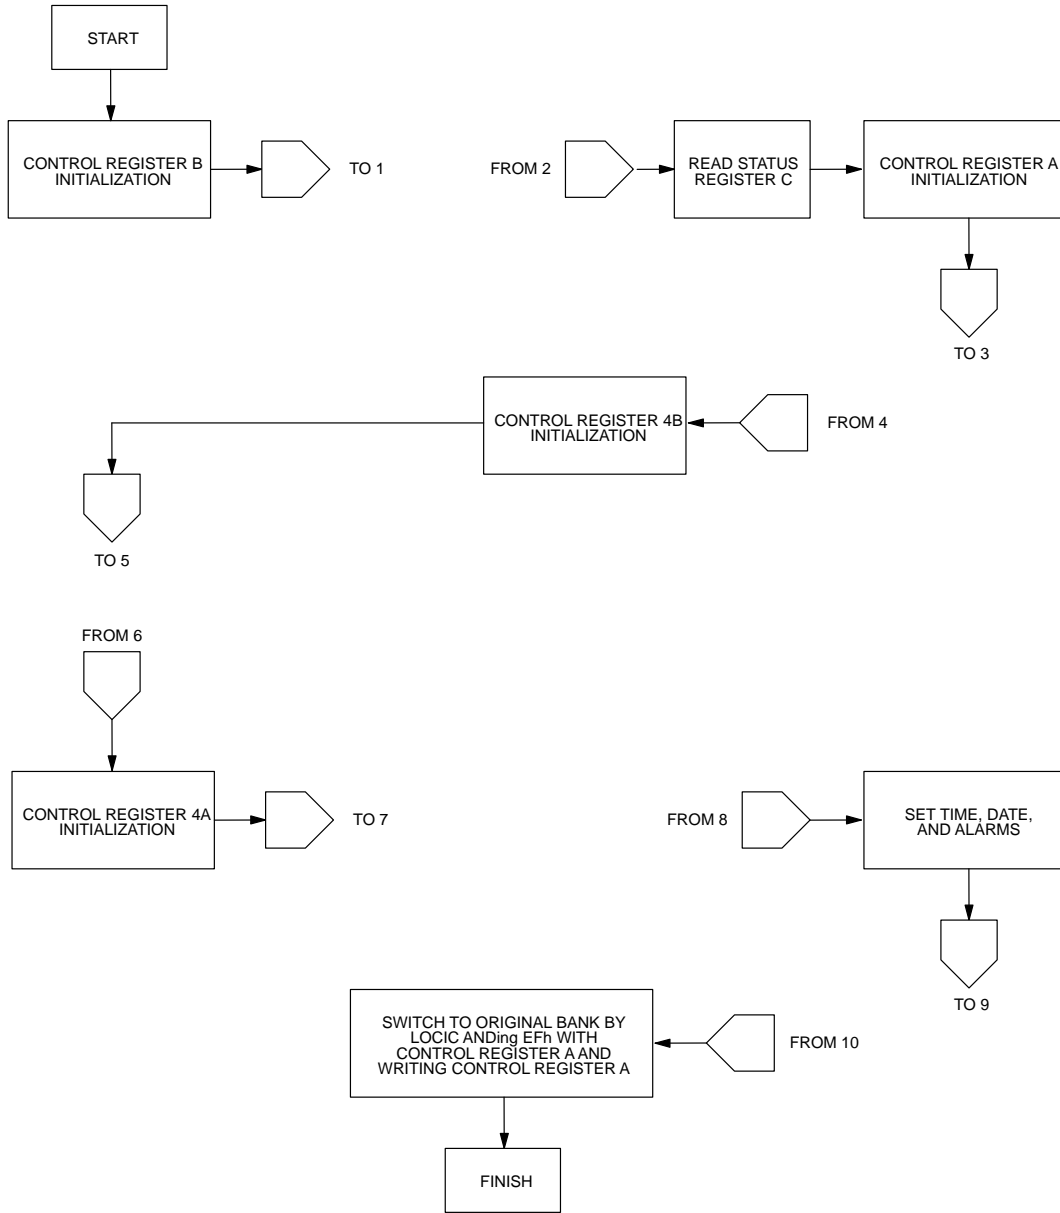 START
CONTROL REGISTER B
INITIALIZATION
TO 1
FROM 2
READ STATUS
REGISTER C
CONTROL REGISTER A
INITIALIZATION
TO 3
CONTROL REGISTER 4B
INITIALIZATION
FROM 4
TO 5
FROM 6
CONTROL REGISTER 4A
INITIALIZATION
TO 7
FROM 8
SET TIME, DATE,
AND ALARMS
TO 9
SWITCH TO ORIGINAL BANK BY
LOCIC ANDing EFh WITH
CONTROL REGISTER A AND
WRITING CONTROL REGISTER A
FROM 10
FINISH